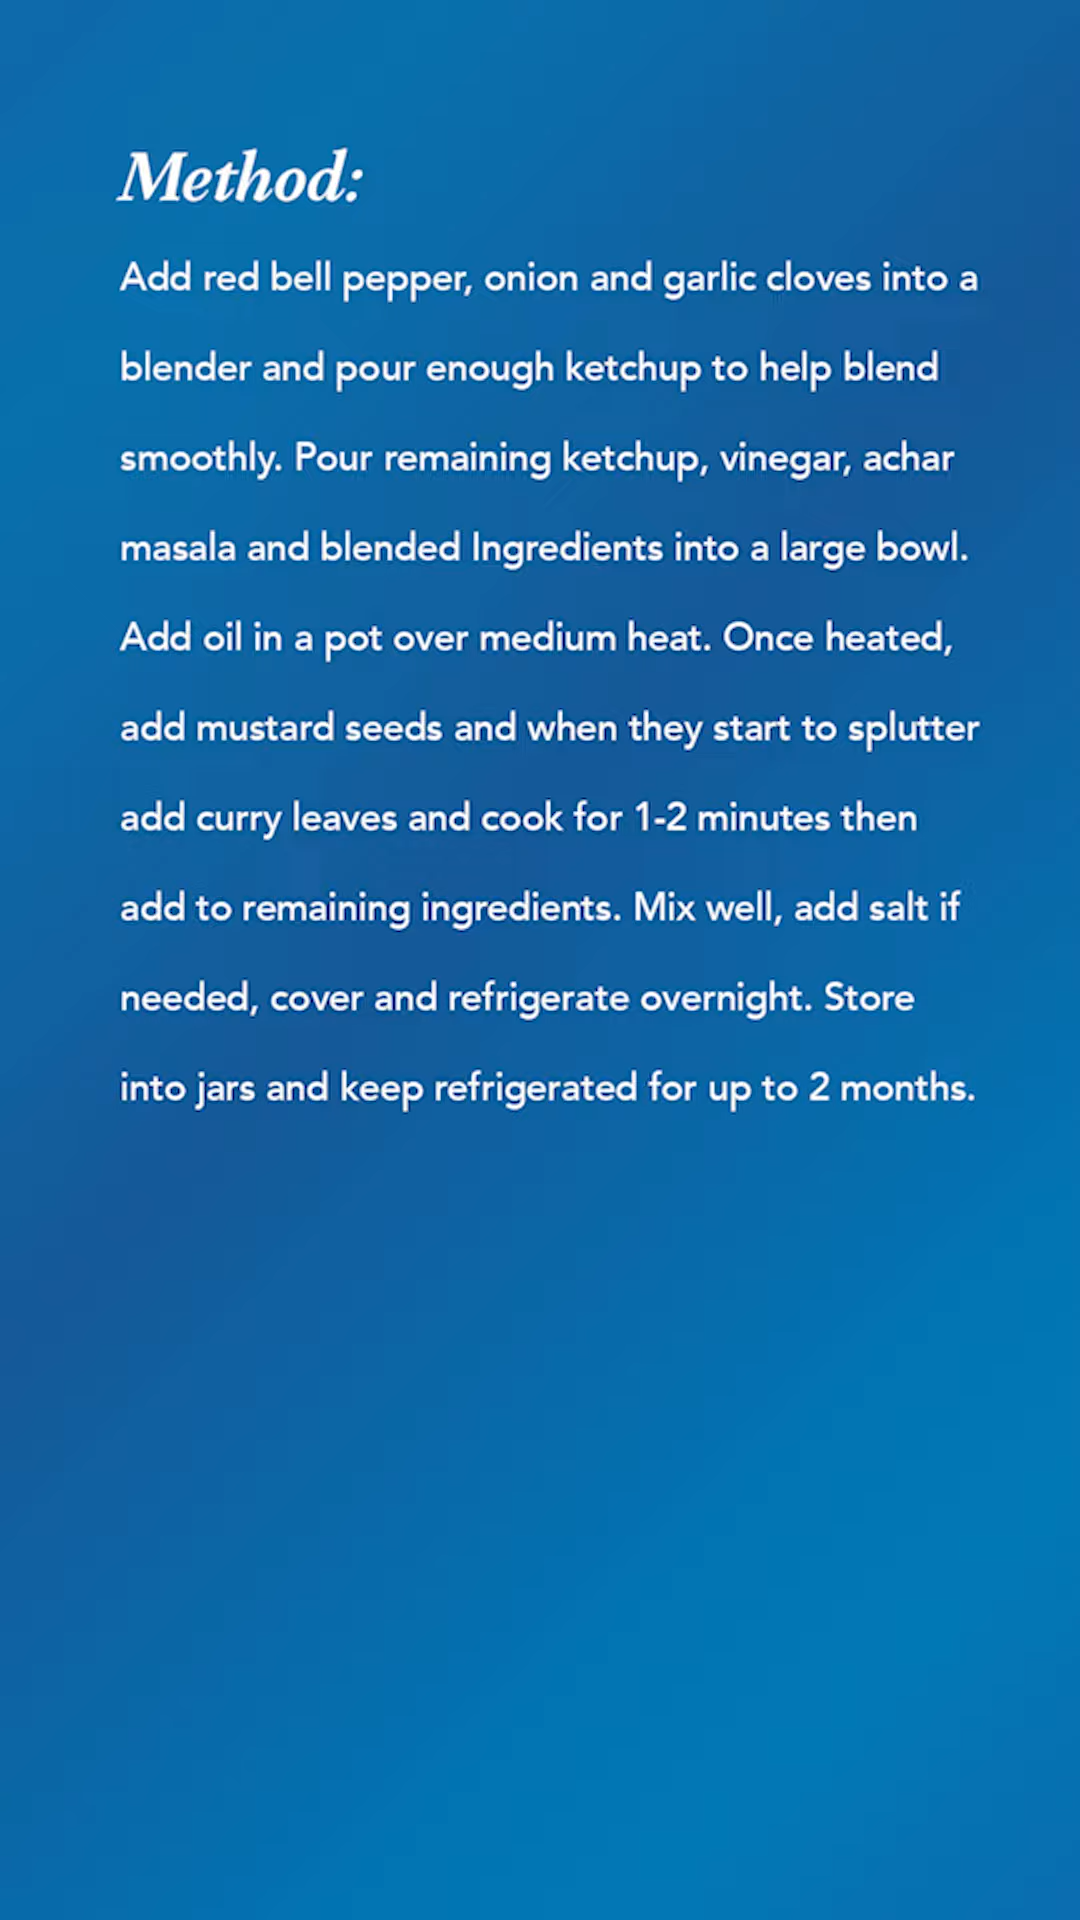 Method:
Add red bell pepper, onion and garlic cloves into a
blender and pour enough ketchup to help blend
smoothly. Pour remaining ketchup, vinegar, achar
masala and blended Ingredients into a large bowl.
Add oil in a pot over medium heat. Once heated,
add mustard seeds and when they start to splutter
add curry leaves and cook for 1-2 minutes then
add to remaining ingredients. Mix well, add salt if
needed, cover and refrigerate overnight. Store
into jars and keep refrigerated for up to 2 months.